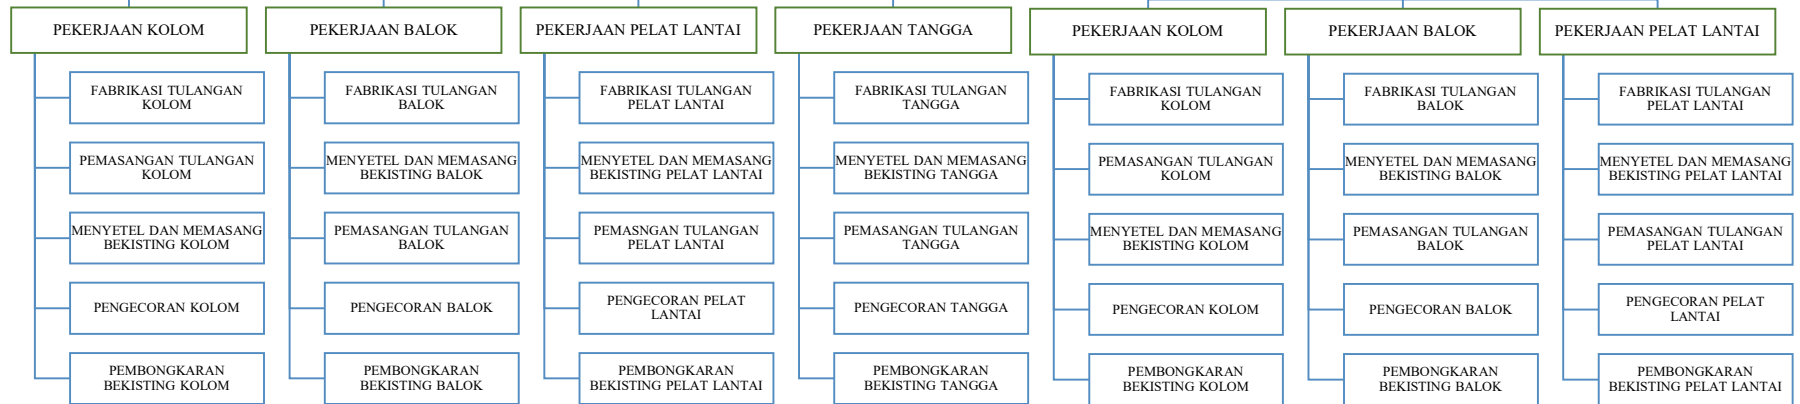 PEKERJAAN KOLOM
FABRIKASI TULANGAN
KOLOM
PEMASANGAN TULANGAN
KOLOM
MENYETEL DAN MEMASANG
BEKISTING KOLOM
PENGECORAN KOLOM
PEMBONGKARAN
BEKISTING KOLOM
PEKERJAAN BALOK
FABRIKASI TULANGAN
BALOK
MENYETEL DAN MEMASANG
BEKISTING BALOK
PEMASANGAN TULANGAN
BALOK
PENGECORAN BALOK
PEMBONGKARAN
BEKISTING BALOK
PEKERJAAN PELAT LANTAI
FABRIKASI TULANGAN
PELAT LANTAI
MENYETEL DAN MEMASANG
BEKISTING PELAT LANTAI
PEMASNGAN TULANGAN
PELAT LANTAI
PENGECORAN PELAT
LANTAI
PEMBONGKARAN
BEKISTING PELAT LANTAI
PEKERJAAN TANGGA
FABRIKASI TULANGAN
TANGGA
MENYETEL DAN MEMASANG
BEKISTING TANGGA
PEMASANGAN TULANGAN
TANGGA
PENGECORAN TANGGA
PEMBONGKARAN
BEKISTING TANGGA
PEKERJAAN KOLOM
FABRIKASI TULANGAN
KOLOM
PEMASANGAN TULANGAN
KOLOM
MENYETEL DAN MEMASANG
BEKISTING KOLOM
PENGECORAN KOLOM
PEMBONGKARAN
BEKISTING KOLOM
PEKERJAAN BALOK
FABRIKASI TULANGAN
BALOK
MENYETEL DAN MEMASANG
BEKISTING BALOK
PEMASANGAN TULANGAN
BALOK
PENGECORAN BALOK
PEMBONGKARAN
BEKISTING BALOK
PEKERJAAN PELAT LANTAI
FABRIKASI TULANGAN
PELAT LANTAI
MENYETEL DAN MEMASANG
BEKISTING PELAT LANTAI
PEMASANGAN TULANGAN
PELAT LANTAI
PENGECORAN PELAT
LANTAI
PEMBONGKARAN
BEKISTING PELAT LANTAI